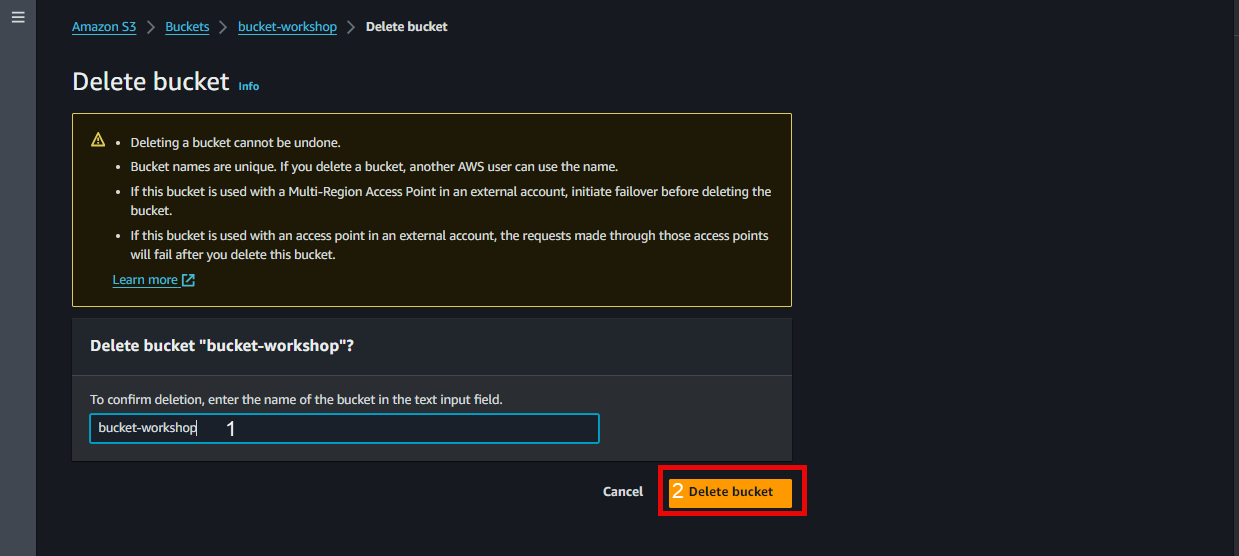 Amazon S3 > Buckets > bucket-workshop > Delete bucket
Delete bucket Info
• Deleting a bucket cannot be undone.
• Bucket names are unique. If you delete a bucket, another AWS user can use the name.
• If this bucket is used with a Multi-Region Access Point in an external account, initiate failover before deleting the
bucket.
• If this bucket is used with an access point in an external account, the requests made through those access points
will fail after you delete this bucket.
Learn more
Delete bucket "bucket-workshop"?
To confirm deletion, enter the name of the bucket in the text input field.
bucket-workshop 1
Cancel 2 Delete bucket